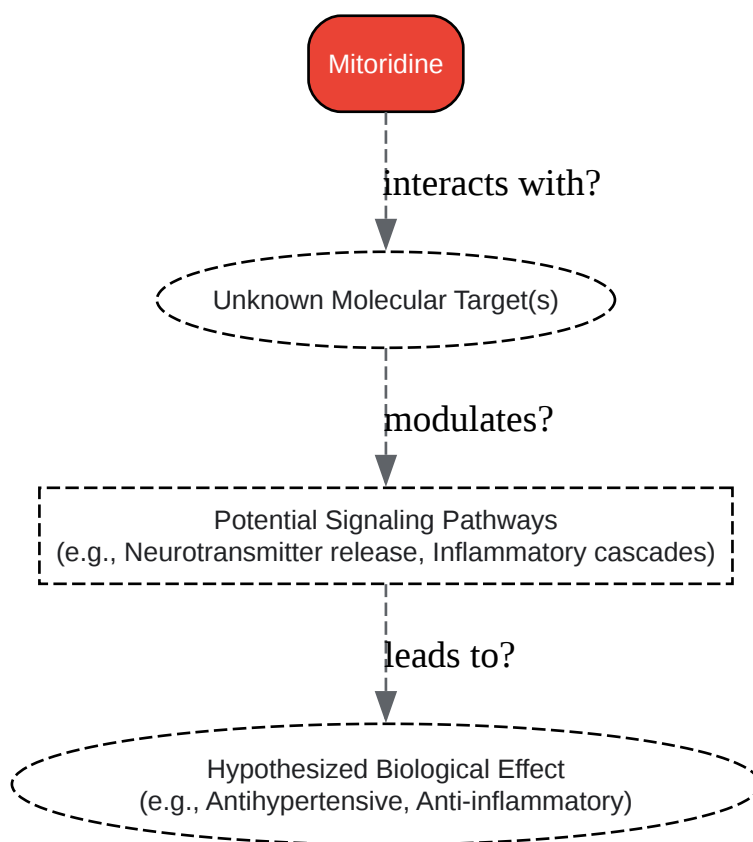 Mitoridine
interacts with?
Unknown Molecular Target(s)
modulates?
Potential Signaling Pathways
(e.g., Neurotransmitter release, Inflammatory cascades)
leads to?
Hypothesized Biological Effect
(e.g., Antihypertensive, Anti-inflammatory)